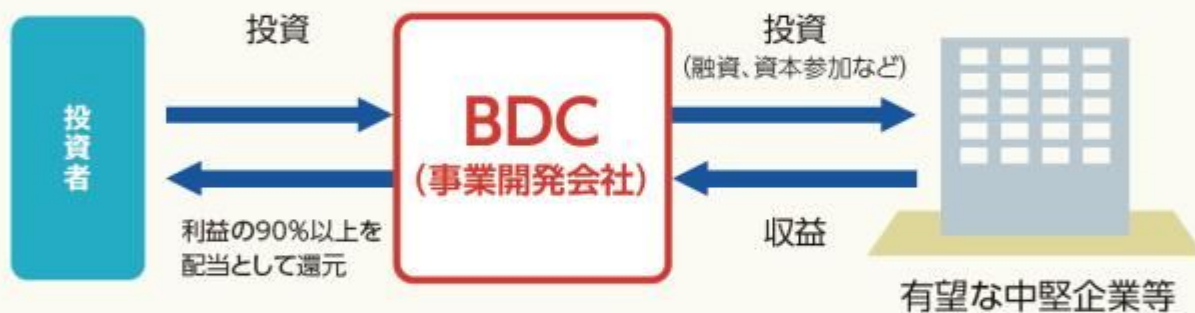 投資者
投資
利益の90%以上を
配当として還元
BDC
(事業開発会社)
投資
(融資、資本参加など)
収益
有望な中堅企業等